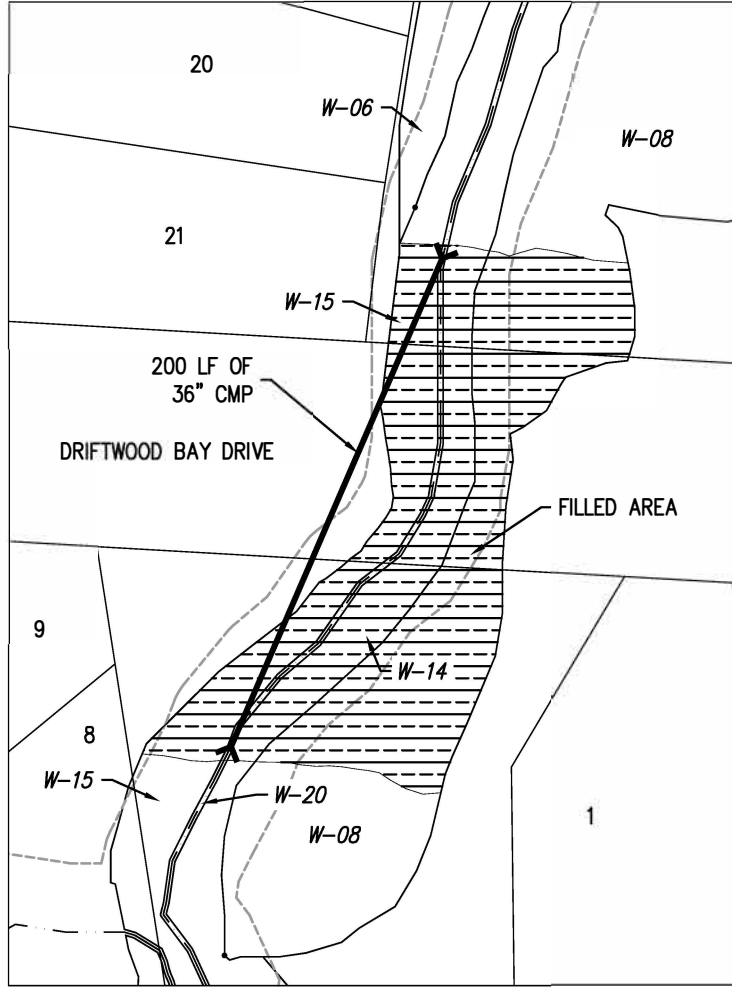 20
W-06
W-08
21
W-15
200 LF OF
36" CMP
DRIFTWOOD BAY DRIVE
FILLED AREA
9
W-14
8
W-15
W-20
W-08
1